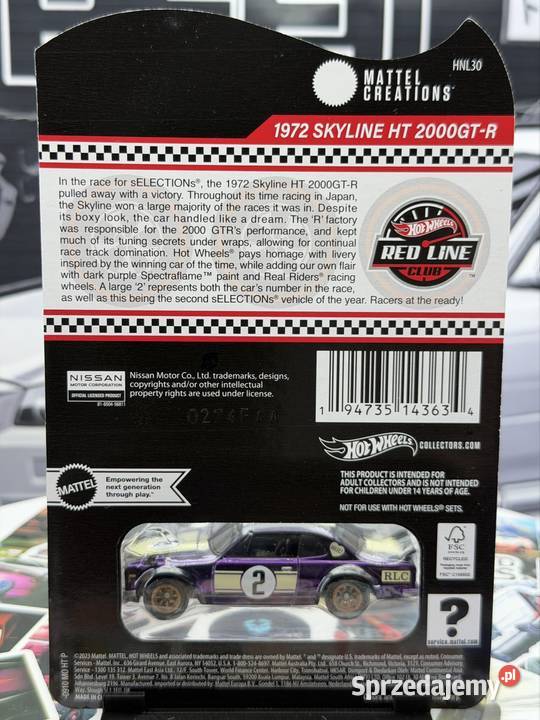 HNL30
MATTEL
CREATIONS™
1972 SKYLINE HT 2000GT-R
In the race for sELECTIONs®, the 1972 Skyline HT 2000GT-R
pulled away with a victory. Throughout its time racing in Japan,
the Skyline won a large majority of the races it was in. Despite
its boxy look, the car handled like a dream. The 'R' factory
was responsible for the 2000 GTR's performance, and kept
much of its tuning secrets under wraps, allowing for continual
race track domination. Hot Wheels® pays homage with livery
inspired by the winning car of the time, while adding our own flair
with dark purple Spectraflame™ paint and Real Riders® racing
wheels. A large '2' represents both the car's number in the race,
as well as this being the second sELECTIONs® vehicle of the year. Racers at the ready!
Hot Wheels
RED LINE
CLUB™
NISSAN
MOTOR CORPORATION
OFFICIAL LICENSED PRODUCT
Nissan Motor Co., Ltd. trademarks, designs,
copyrights and/or other intellectual
property rights are used under license.
1 94735 14363 4
Hot Wheels COLLECTORS.COM
MATTEL
Empowering the
next generation
through play.™
THIS PRODUCT IS INTENDED FOR
ADULT COLLECTORS AND IS NOT INTENDED
FOR CHILDREN UNDER 14 YEARS OF AGE.
NOT FOR USE WITH HOT WHEELS® SETS.
FSC
2
RLC
?
service.mattel.com
©2023 Mattel.
Sprzedajemy.pl